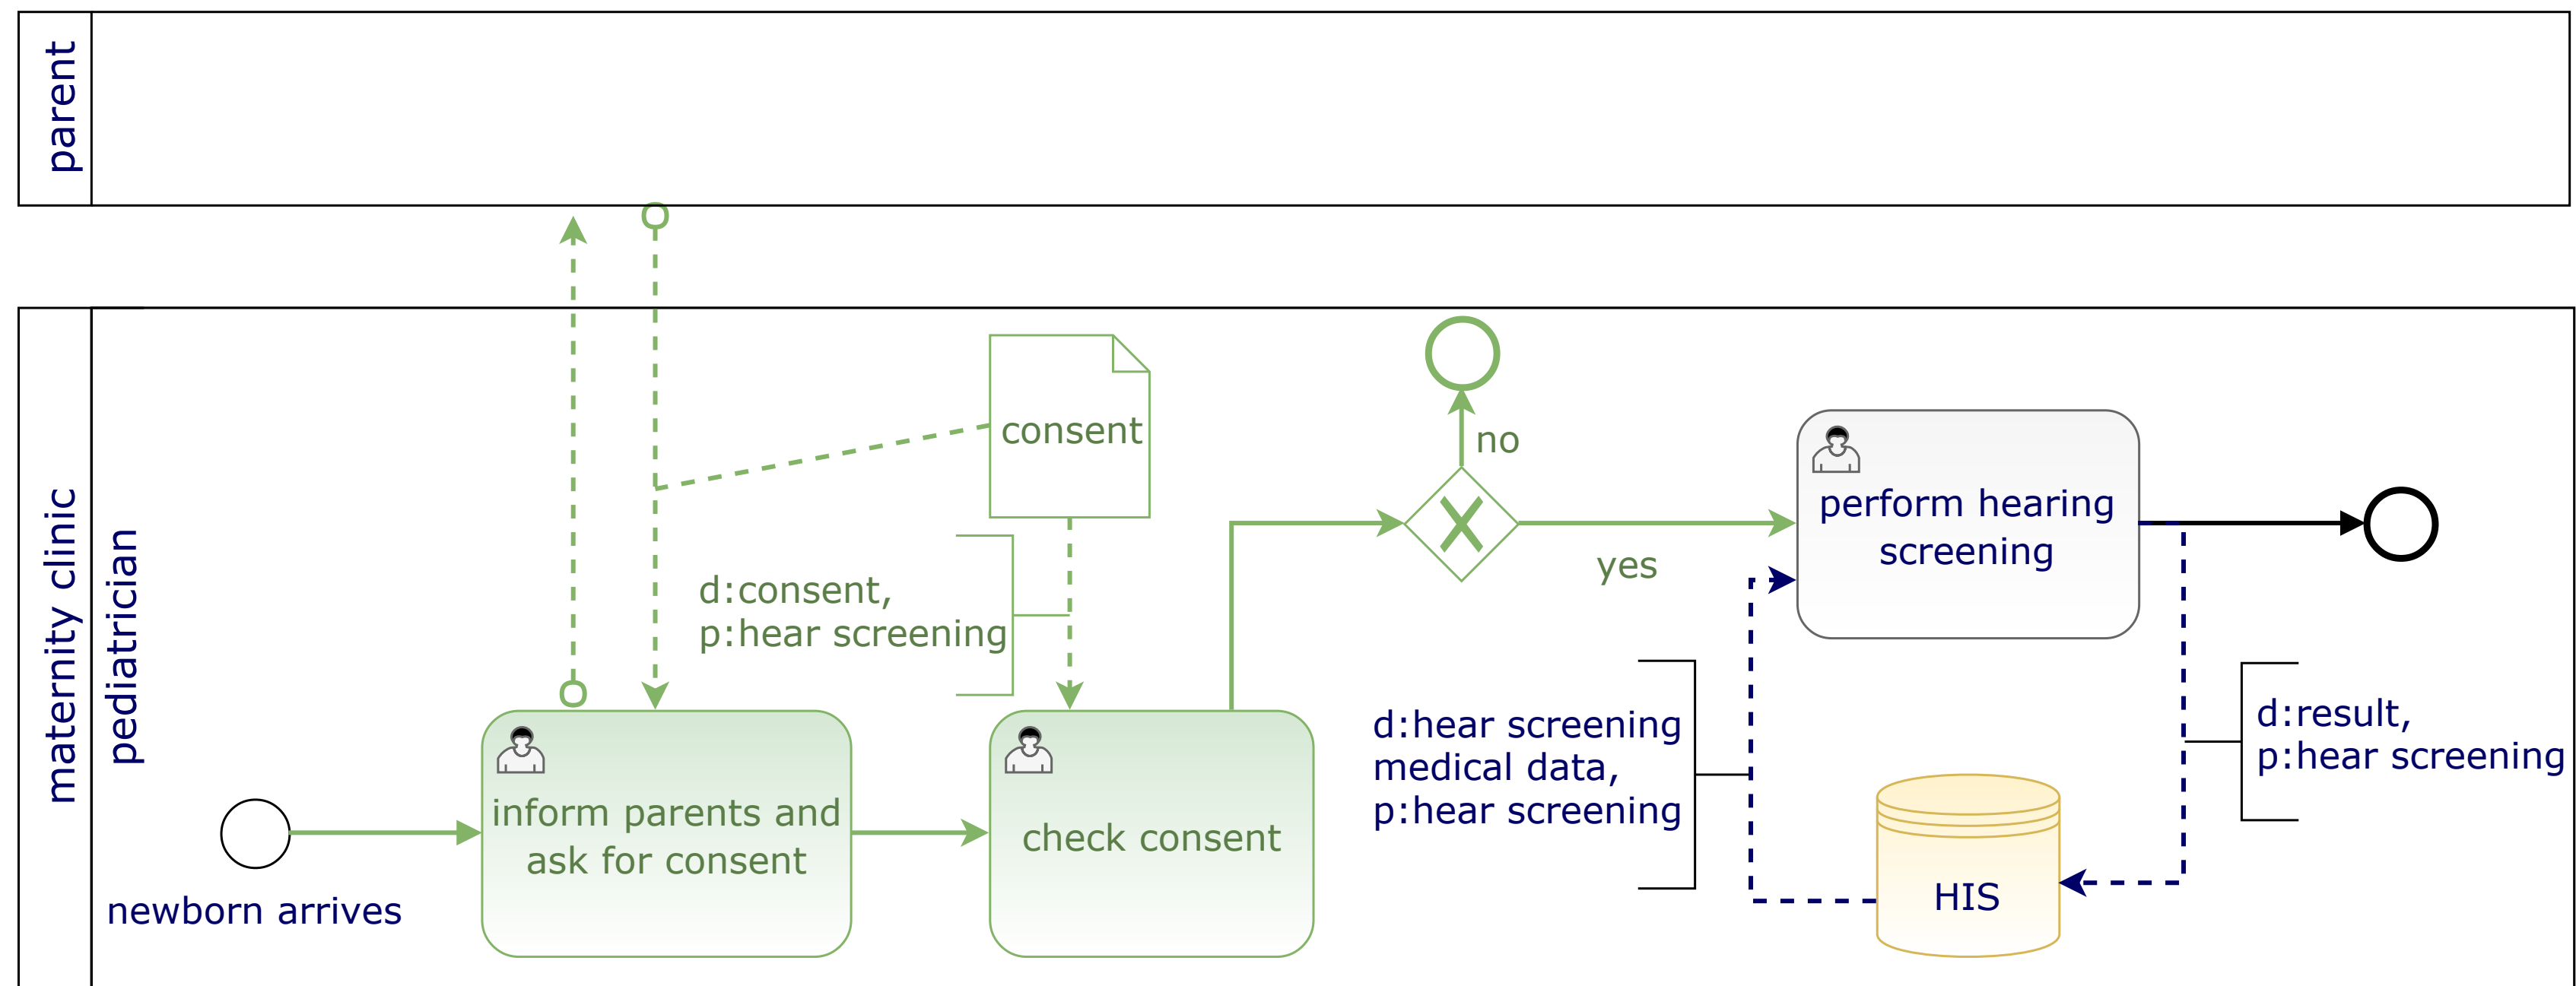 parent
maternity clinic
pediatrician
newborn arrives
inform parents and
ask for consent
consent
d:consent,
p:hear screening
check consent
no
yes
perform hearing
screening
d:hear screening
medical data,
p:hear screening
HIS
d:result,
p:hear screening